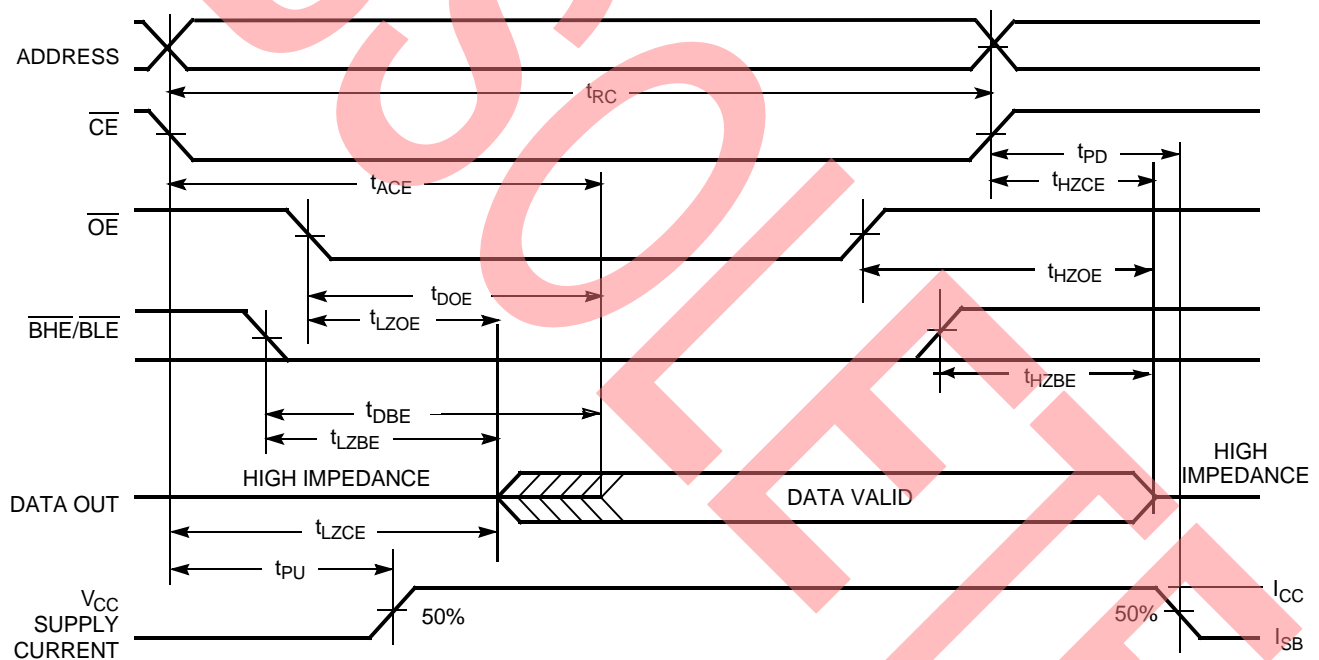 ADDRESS
tRC
CE
tPD
tACE
tHZCE
OE
tHZOE
tDOE
tLZOE
BHE/BLE
tHZBE
tDBE
tLZBE
HIGH IMPEDANCE
HIGH
IMPEDANCE
DATA OUT
DATA VALID
tLZCE
tPU
VCC
SUPPLY
CURRENT
50%
50%
ICC
ISB
SOLETE